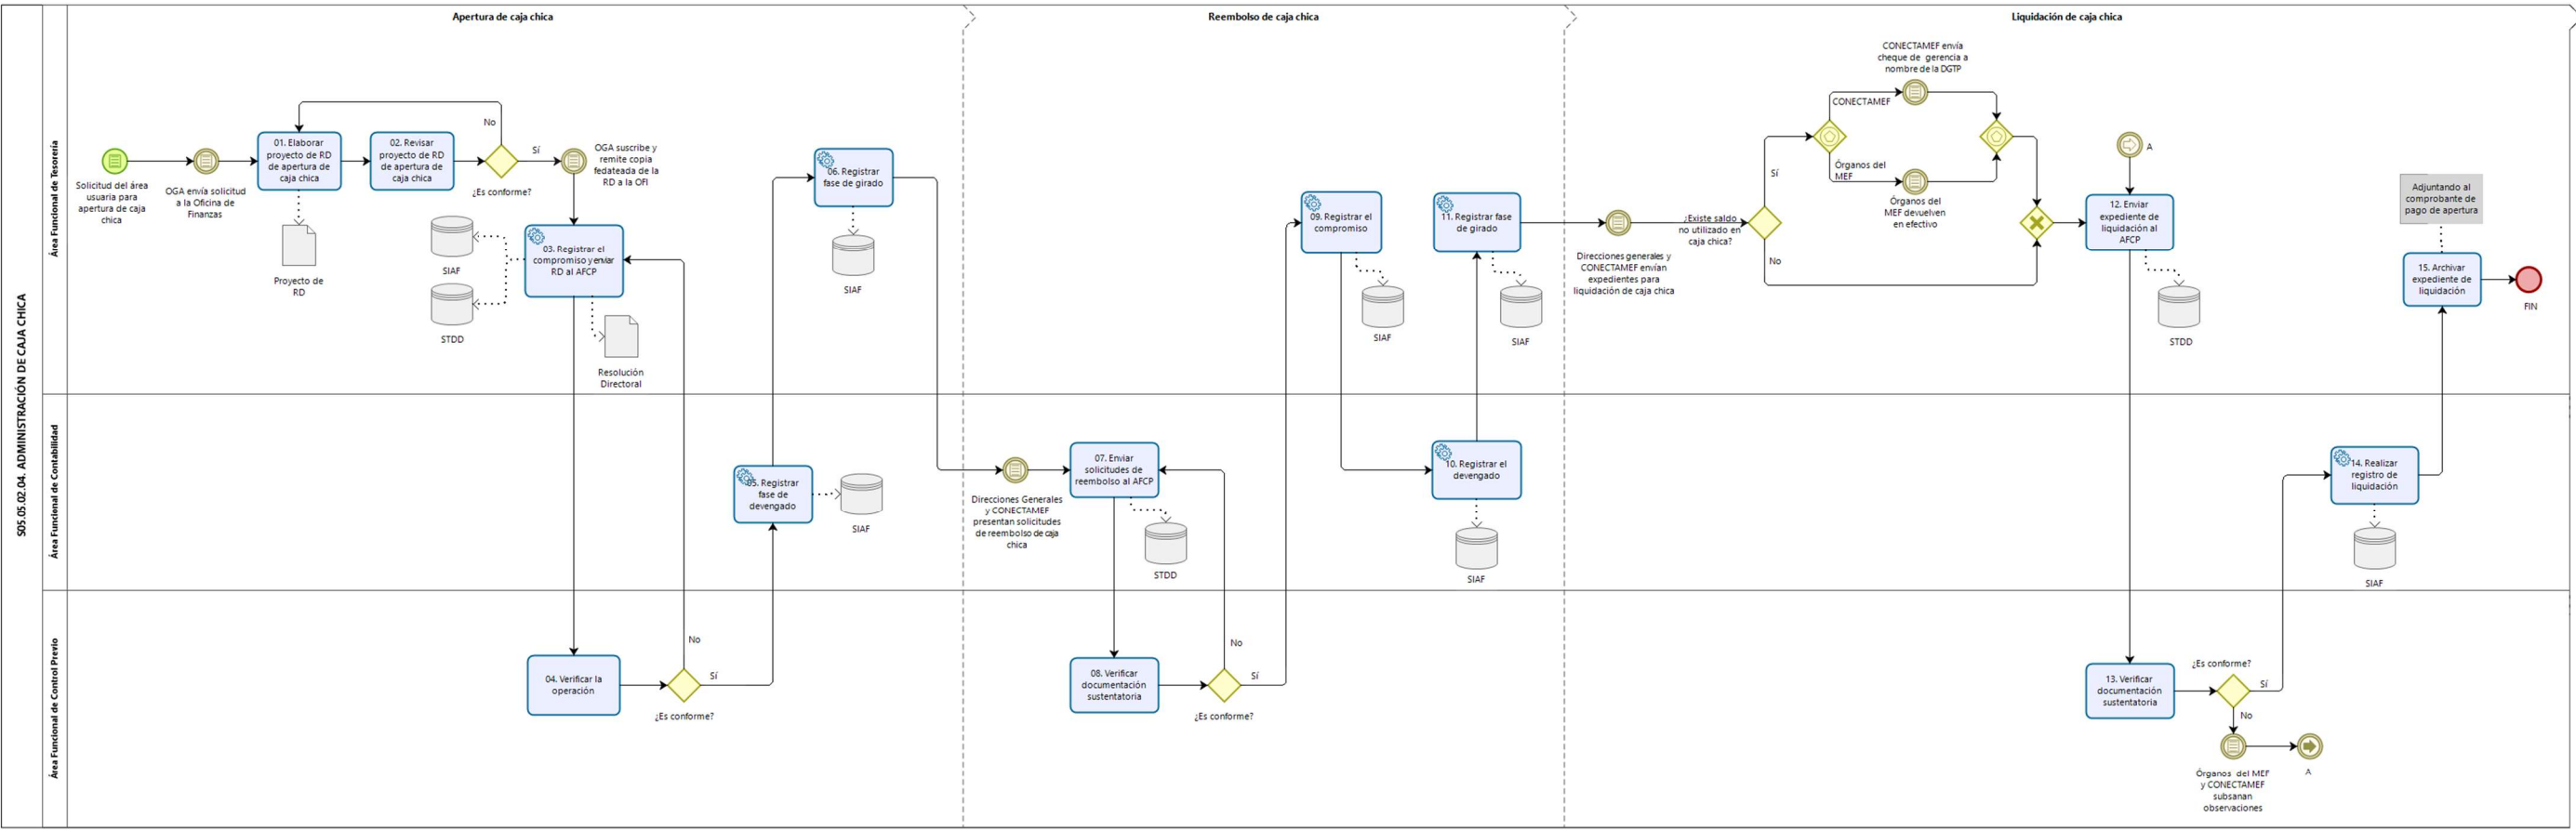 S05.05.02.04. ADMINISTRACIÓN DE CAJA CHICA
Apertura de caja chica
Reembolso de caja chica
Liquidación de caja chica
Área Funcional de Tesorería
Solicitud del área
usuaria para
apertura de caja
chica
OGA envía solicitud
a la Oficina de
Finanzas
01. Elaborar
proyecto de RD
de apertura de
caja chica
Proyecto de
RD
02. Revisar
proyecto de RD
de apertura de
caja chica
No
Sí
¿Es conforme?
OGA suscribe y
remite copia
fedateada de la
RD a la OFI
03. Registrar el
compromiso y enviar
RD al AFCP
SIAF
STDD
Resolución
Directoral
06. Registrar
fase de girado
SIAF
09. Registrar el
compromiso
SIAF
11. Registrar fase
de girado
SIAF
Direcciones generales y
CONECTAMEF envían
expedientes para
liquidación de caja chica
¿Existe saldo
no utilizado en
caja chica?
Sí
No
CONECTAMEF
Órganos del
MEF
CONECTAMEF envía
cheque de gerencia a
nombre de la DGTP
Órganos del
MEF devuelven
en efectivo
A
12. Enviar
expediente de
liquidación al
AFCP
STDD
Adjuntando al
comprobante de
pago de apertura
15. Archivar
expediente de
liquidación
FIN
Área Funcional de Contabilidad
05. Registrar
fase de
devengado
SIAF
Direcciones Generales
y CONECTAMEF
presentan solicitudes
de reembolso de caja
chica
07. Enviar
solicitudes de
reembolso al AFCP
STDD
10. Registrar el
devengado
SIAF
14. Realizar
registro de
liquidación
SIAF
Área Funcional de Control Previo
04. Verificar la
operación
No
Sí
¿Es conforme?
08. Verificar
documentación
sustentatoria
No
Sí
¿Es conforme?
13. Verificar
documentación
sustentatoria
¿Es conforme?
Sí
No
Órganos del MEF
y CONECTAMEF
subsanan
observaciones
A